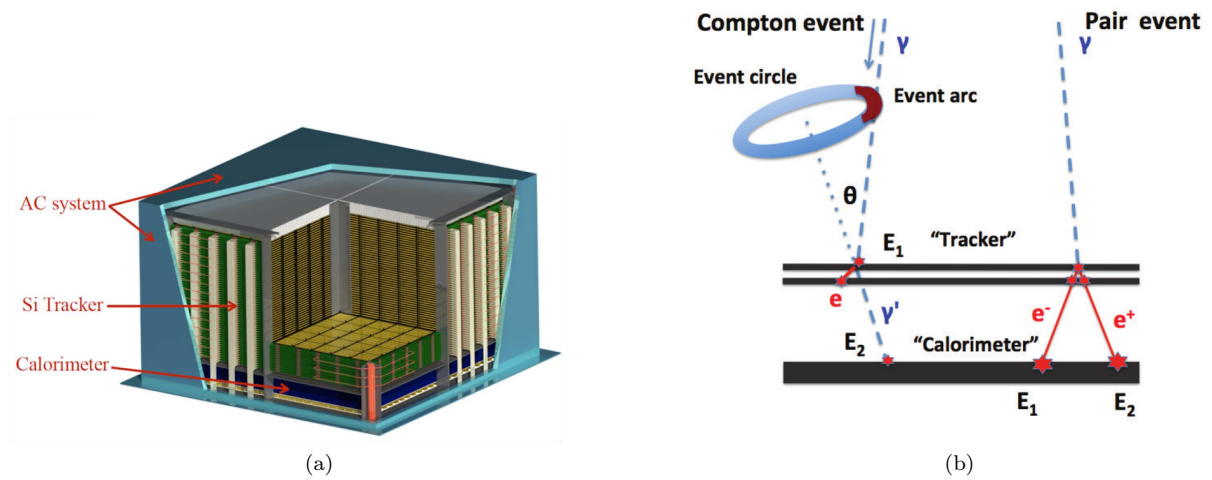 AC system
Si Tracker
Calorimeter
(a)
Compton event
Pair event
γ
γ
Event circle
Event arc
θ
E1
“Tracker”
e
γ'
e-
e+
E2
“Calorimeter”
E1
E2
(b)